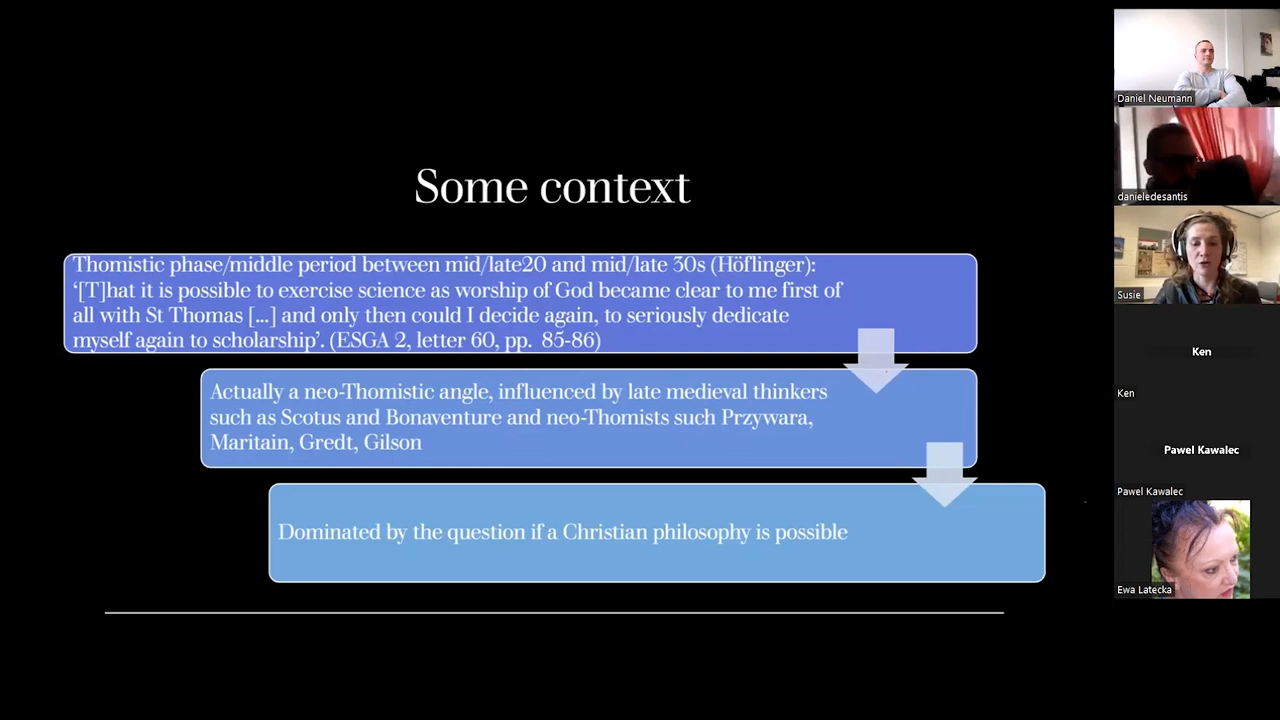 Some context
Thomistic phase/middle period between mid/late20 and mid/late 30s (Höflinger):
‘[T]hat it is possible to exercise science as worship of God became clear to me first of
all with St Thomas [...] and only then could I decide again, to seriously dedicate
myself again to scholarship’. (ESGA 2, letter 60, pp. 85-86)
Actually a neo-Thomistic angle, influenced by late medieval thinkers
such as Scotus and Bonaventure and neo-Thomists such Przywara,
Maritain, Gredt, Gilson
Dominated by the question if a Christian philosophy is possible
Daniel Neumann
danieledesantis
Susie
Ken
Ken
Pawel Kawalec
Pawel Kawalec
Ewa Latecka